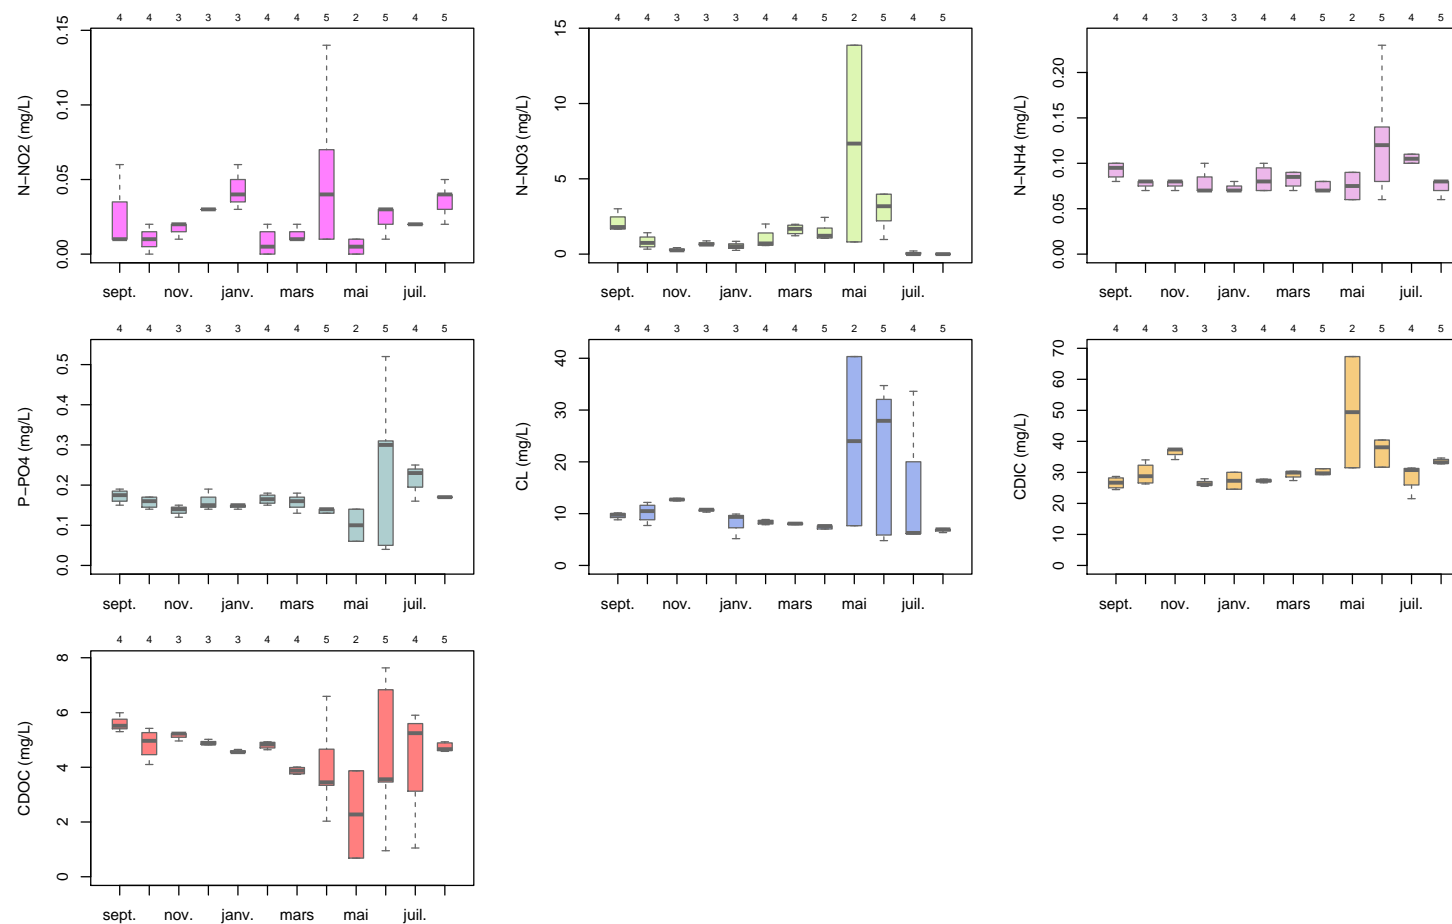 4 4 3 3 3 4 4 5 2 5 4 5
N−NO2 (mg/L)
0.00 0.05 0.10 0.15
sept. nov. janv. mars mai juil.
4 4 3 3 3 4 4 5 2 5 4 5
N−NO3 (mg/L)
0 5 10 15
sept. nov. janv. mars mai juil.
4 4 3 3 3 4 4 5 2 5 4 5
N−NH4 (mg/L)
0.00 0.05 0.10 0.15 0.20
sept. nov. janv. mars mai juil.
4 4 3 3 3 4 4 5 2 5 4 5
P−PO4 (mg/L)
0.0 0.1 0.2 0.3 0.4 0.5
sept. nov. janv. mars mai juil.
4 4 3 3 3 4 4 5 2 5 4 5
CL (mg/L)
0 10 20 30 40
sept. nov. janv. mars mai juil.
4 4 3 3 3 4 4 5 2 5 4 5
CDIC (mg/L)
0 10 20 30 40 50 60 70
sept. nov. janv. mars mai juil.
4 4 3 3 3 4 4 5 2 5 4 5
CDOC (mg/L)
0 2 4 6 8
sept. nov. janv. mars mai juil.